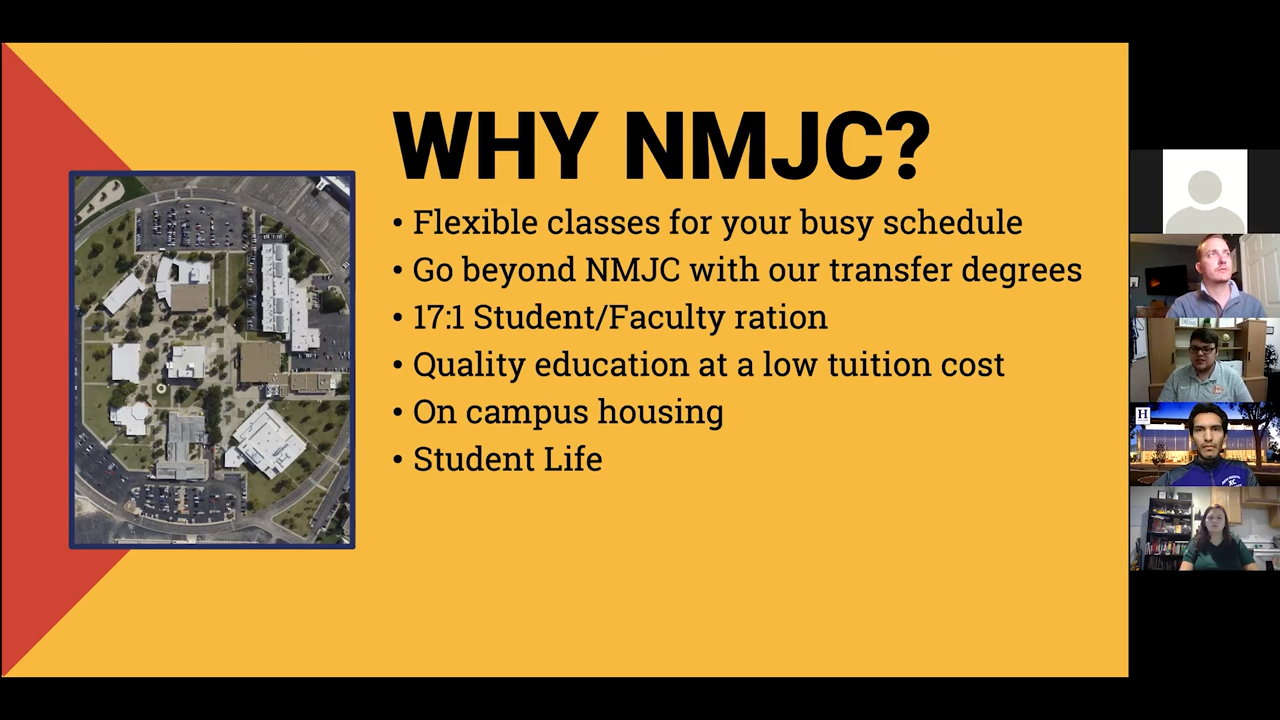 WHY NMJC?
• Flexible classes for your busy schedule
• Go beyond NMJC with our transfer degrees
• 17:1 Student/Faculty ration
• Quality education at a low tuition cost
• On campus housing
• Student Life
H